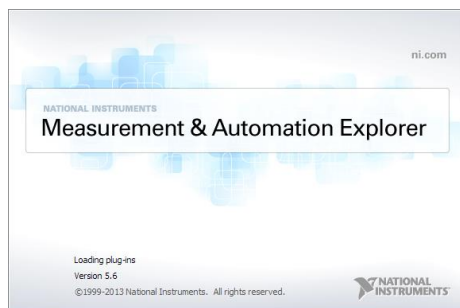 ni.com
NATIONAL INSTRUMENTS
Measurement & Automation Explorer
Loading plug-ins
Version 5.6
©1999-2013 National Instruments. All rights reserved.
NATIONAL
INSTRUMENTS